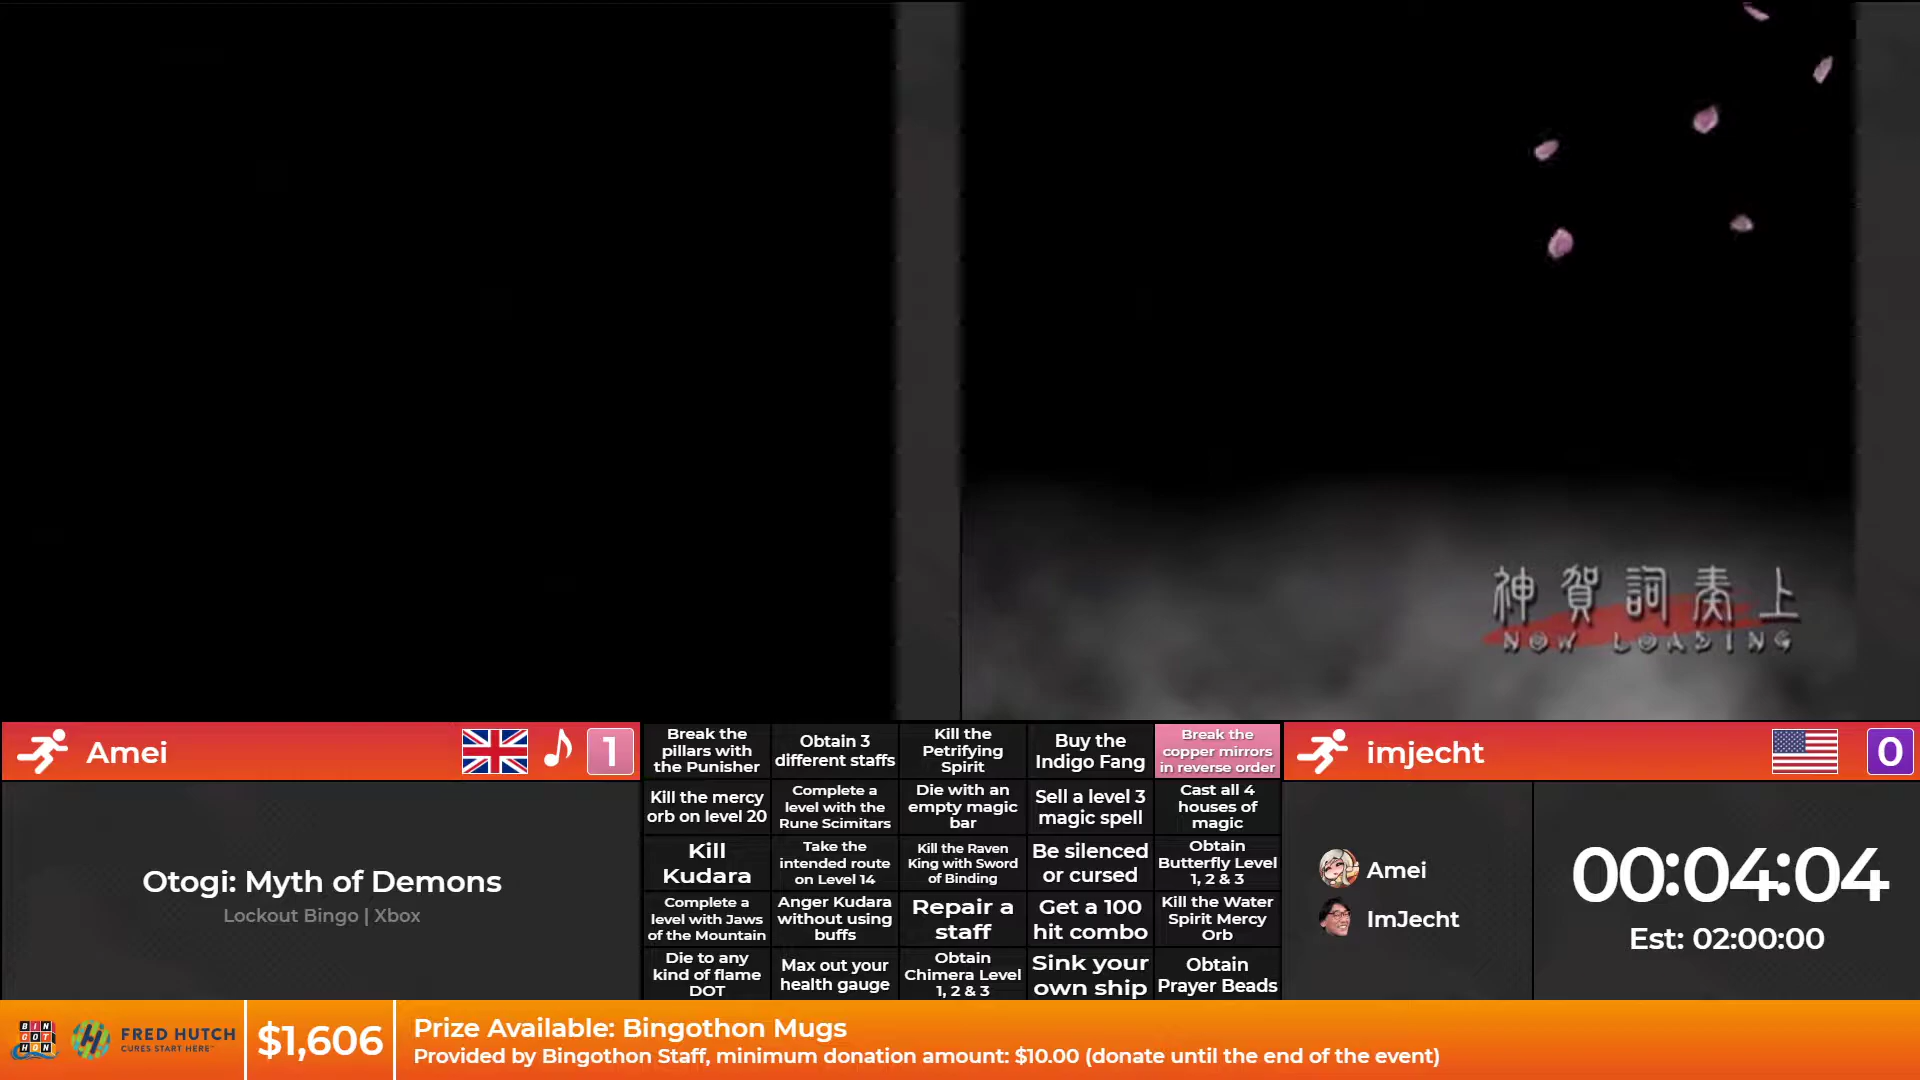 神賀詞奏上
NOW LOADING
Amei
1
Break the
pillars with
the Punisher
Obtain 3
different staffs
Kill the
Petrifying
Spirit
Buy the
Indigo Fang
Break the
copper mirrors
in reverse order
imjecht
0
Kill the mercy
orb on level 20
Complete a
level with the
Rune Scimitars
Die with an
empty magic
bar
Sell a level 3
magic spell
Cast all 4
houses of
magic
Kill
Kudara
Take the
intended route
on Level 14
Kill the Raven
King with Sword
of Binding
Be silenced
or cursed
Obtain
Butterfly Level
1, 2 & 3
Complete a
level with Jaws
of the Mountain
Anger Kudara
without using
buffs
Repair a
staff
Get a 100
hit combo
Kill the Water
Spirit Mercy
Orb
Die to any
kind of flame
DOT
Max out your
health gauge
Obtain
Chimera Level
1, 2 & 3
Sink your
own ship
Obtain
Prayer Beads
Otogi: Myth of Demons
Lockout Bingo | Xbox
Amei
ImJecht
00:04:04
Est: 02:00:00
BIN
GOT
HON
FRED HUTCH
CURES START HERE™
$1,606
Prize Available: Bingothon Mugs
Provided by Bingothon Staff, minimum donation amount: $10.00 (donate until the end of the event)